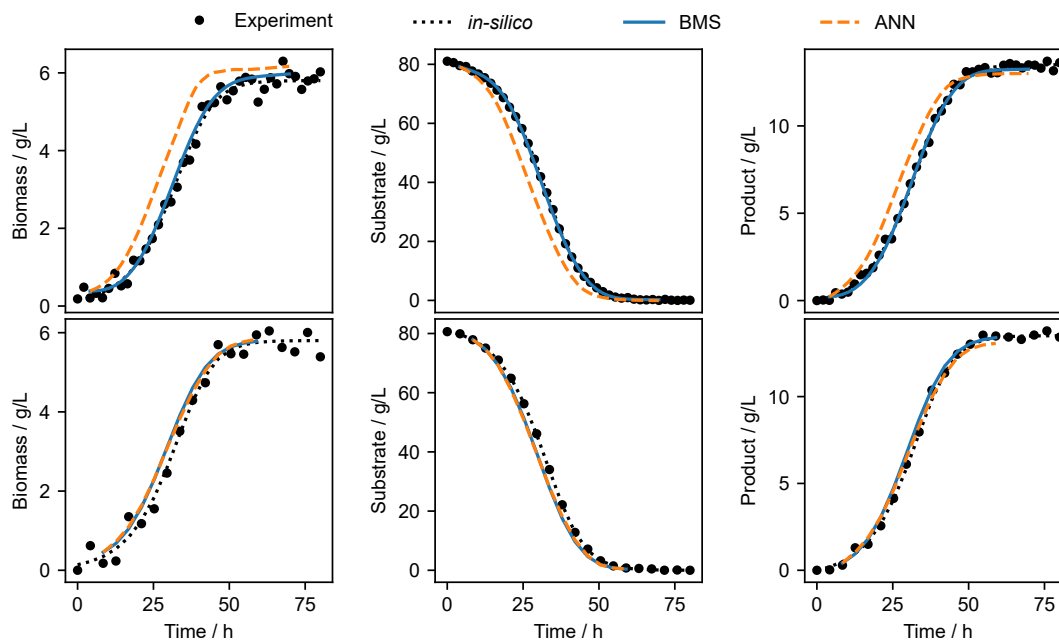 Experiment in-silico BMS ANN
Biomass / g/L
6
4
2
0
Substrate / g/L
80
60
40
20
0
Product / g/L
10
5
0
Biomass / g/L
6
4
2
0
0 25 50 75
Time / h
Substrate / g/L
80
60
40
20
0
0 25 50 75
Time / h
Product / g/L
10
5
0
0 25 50 75
Time / h